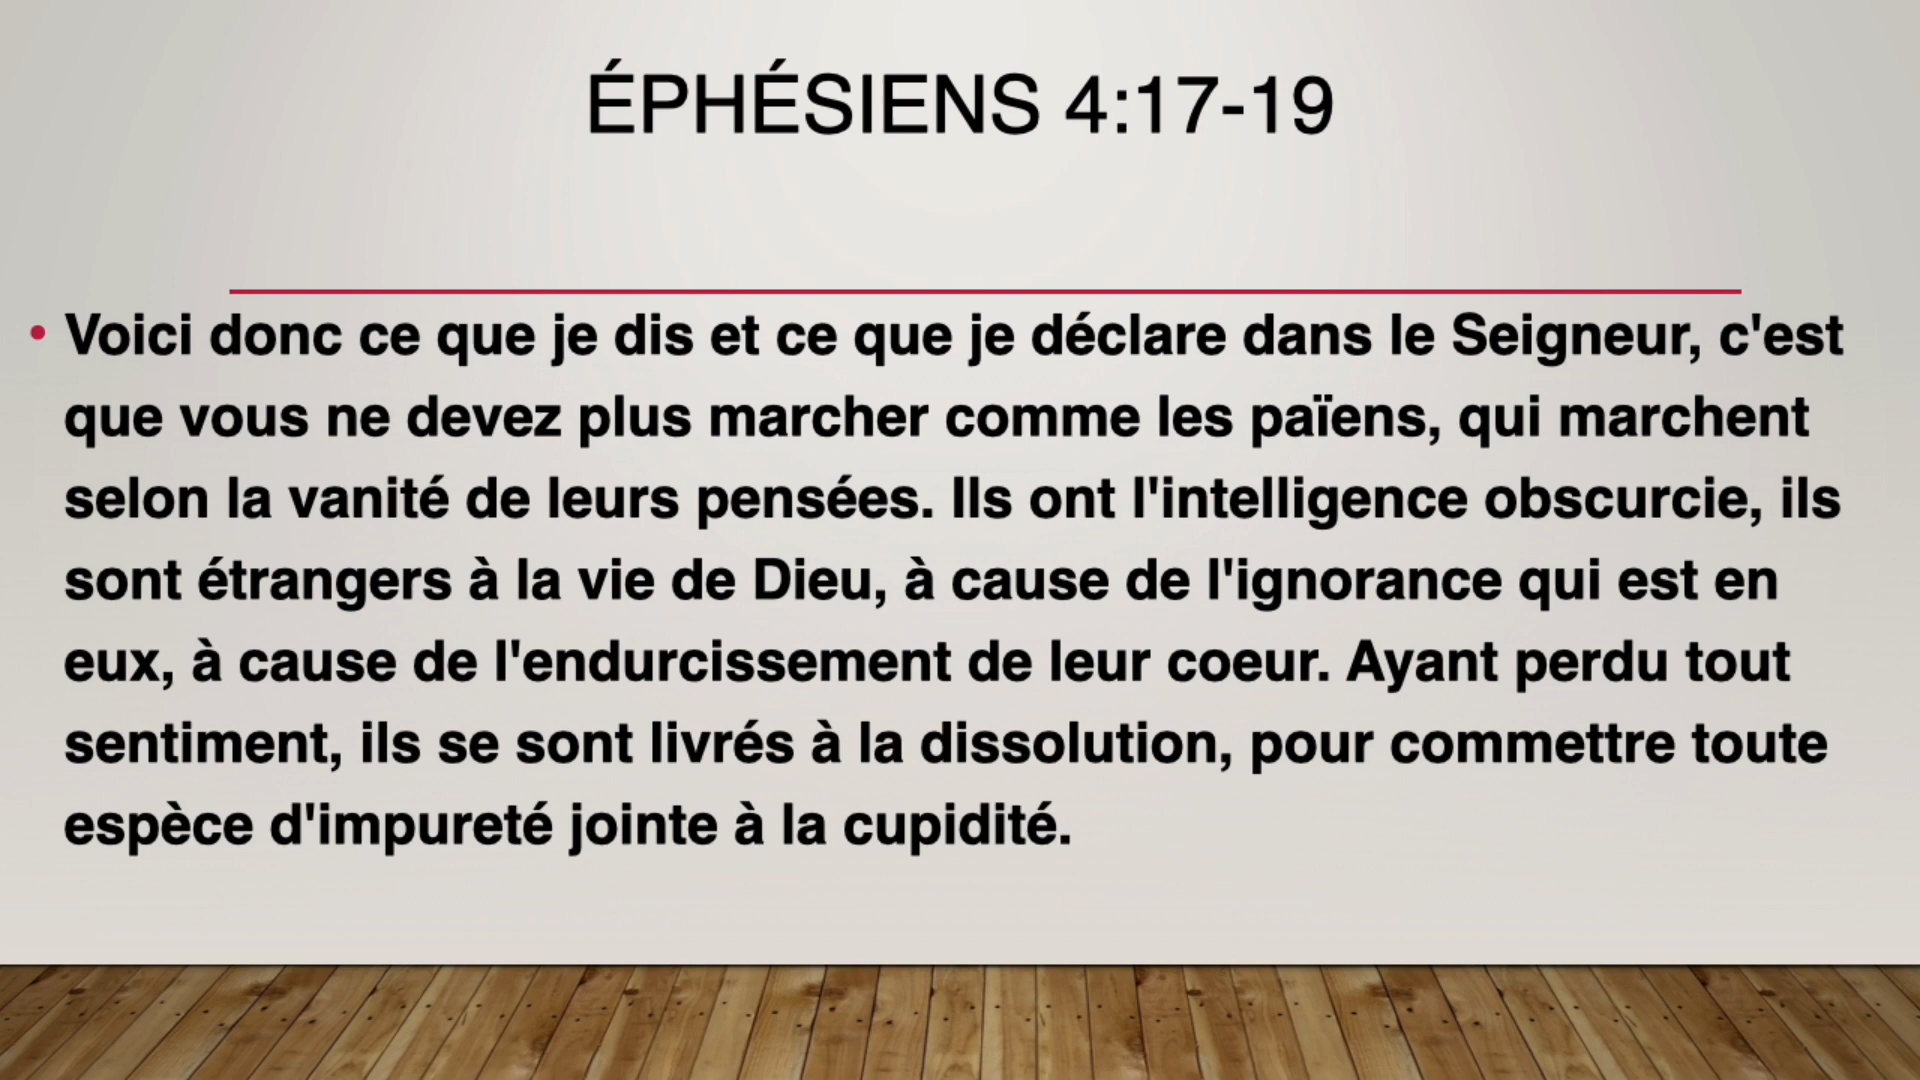 ÉPHÉSIENS 4:17-19
• Voici donc ce que je dis et ce que je déclare dans le Seigneur, c'est
que vous ne devez plus marcher comme les païens, qui marchent
selon la vanité de leurs pensées. Ils ont l'intelligence obscurcie, ils
sont étrangers à la vie de Dieu, à cause de l'ignorance qui est en
eux, à cause de l'endurcissement de leur coeur. Ayant perdu tout
sentiment, ils se sont livrés à la dissolution, pour commettre toute
espèce d'impureté jointe à la cupidité.